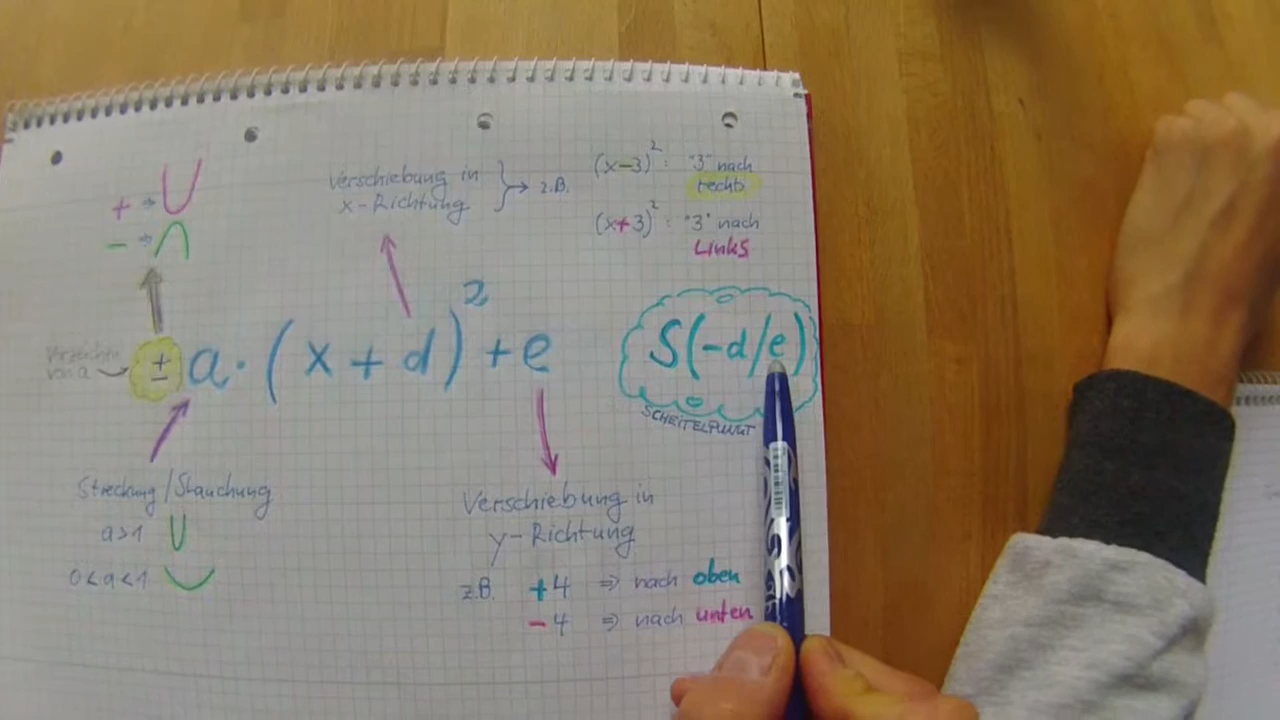 + ⇒
- ⇒
Verschiebung in
x-Richtung
→ z.B.
(x-3)²: "3" nach
rechts
(x+3)²: "3" nach
Links
Vorzeichen
von a
± a · (x + d)² + e
S(-d/e)
SCHEITELPUNKT
Streckung/Stauchung
a>1
0<a<1
Verschiebung in
y-Richtung
z.B. +4 ⇒ nach oben
-4 ⇒ nach unten